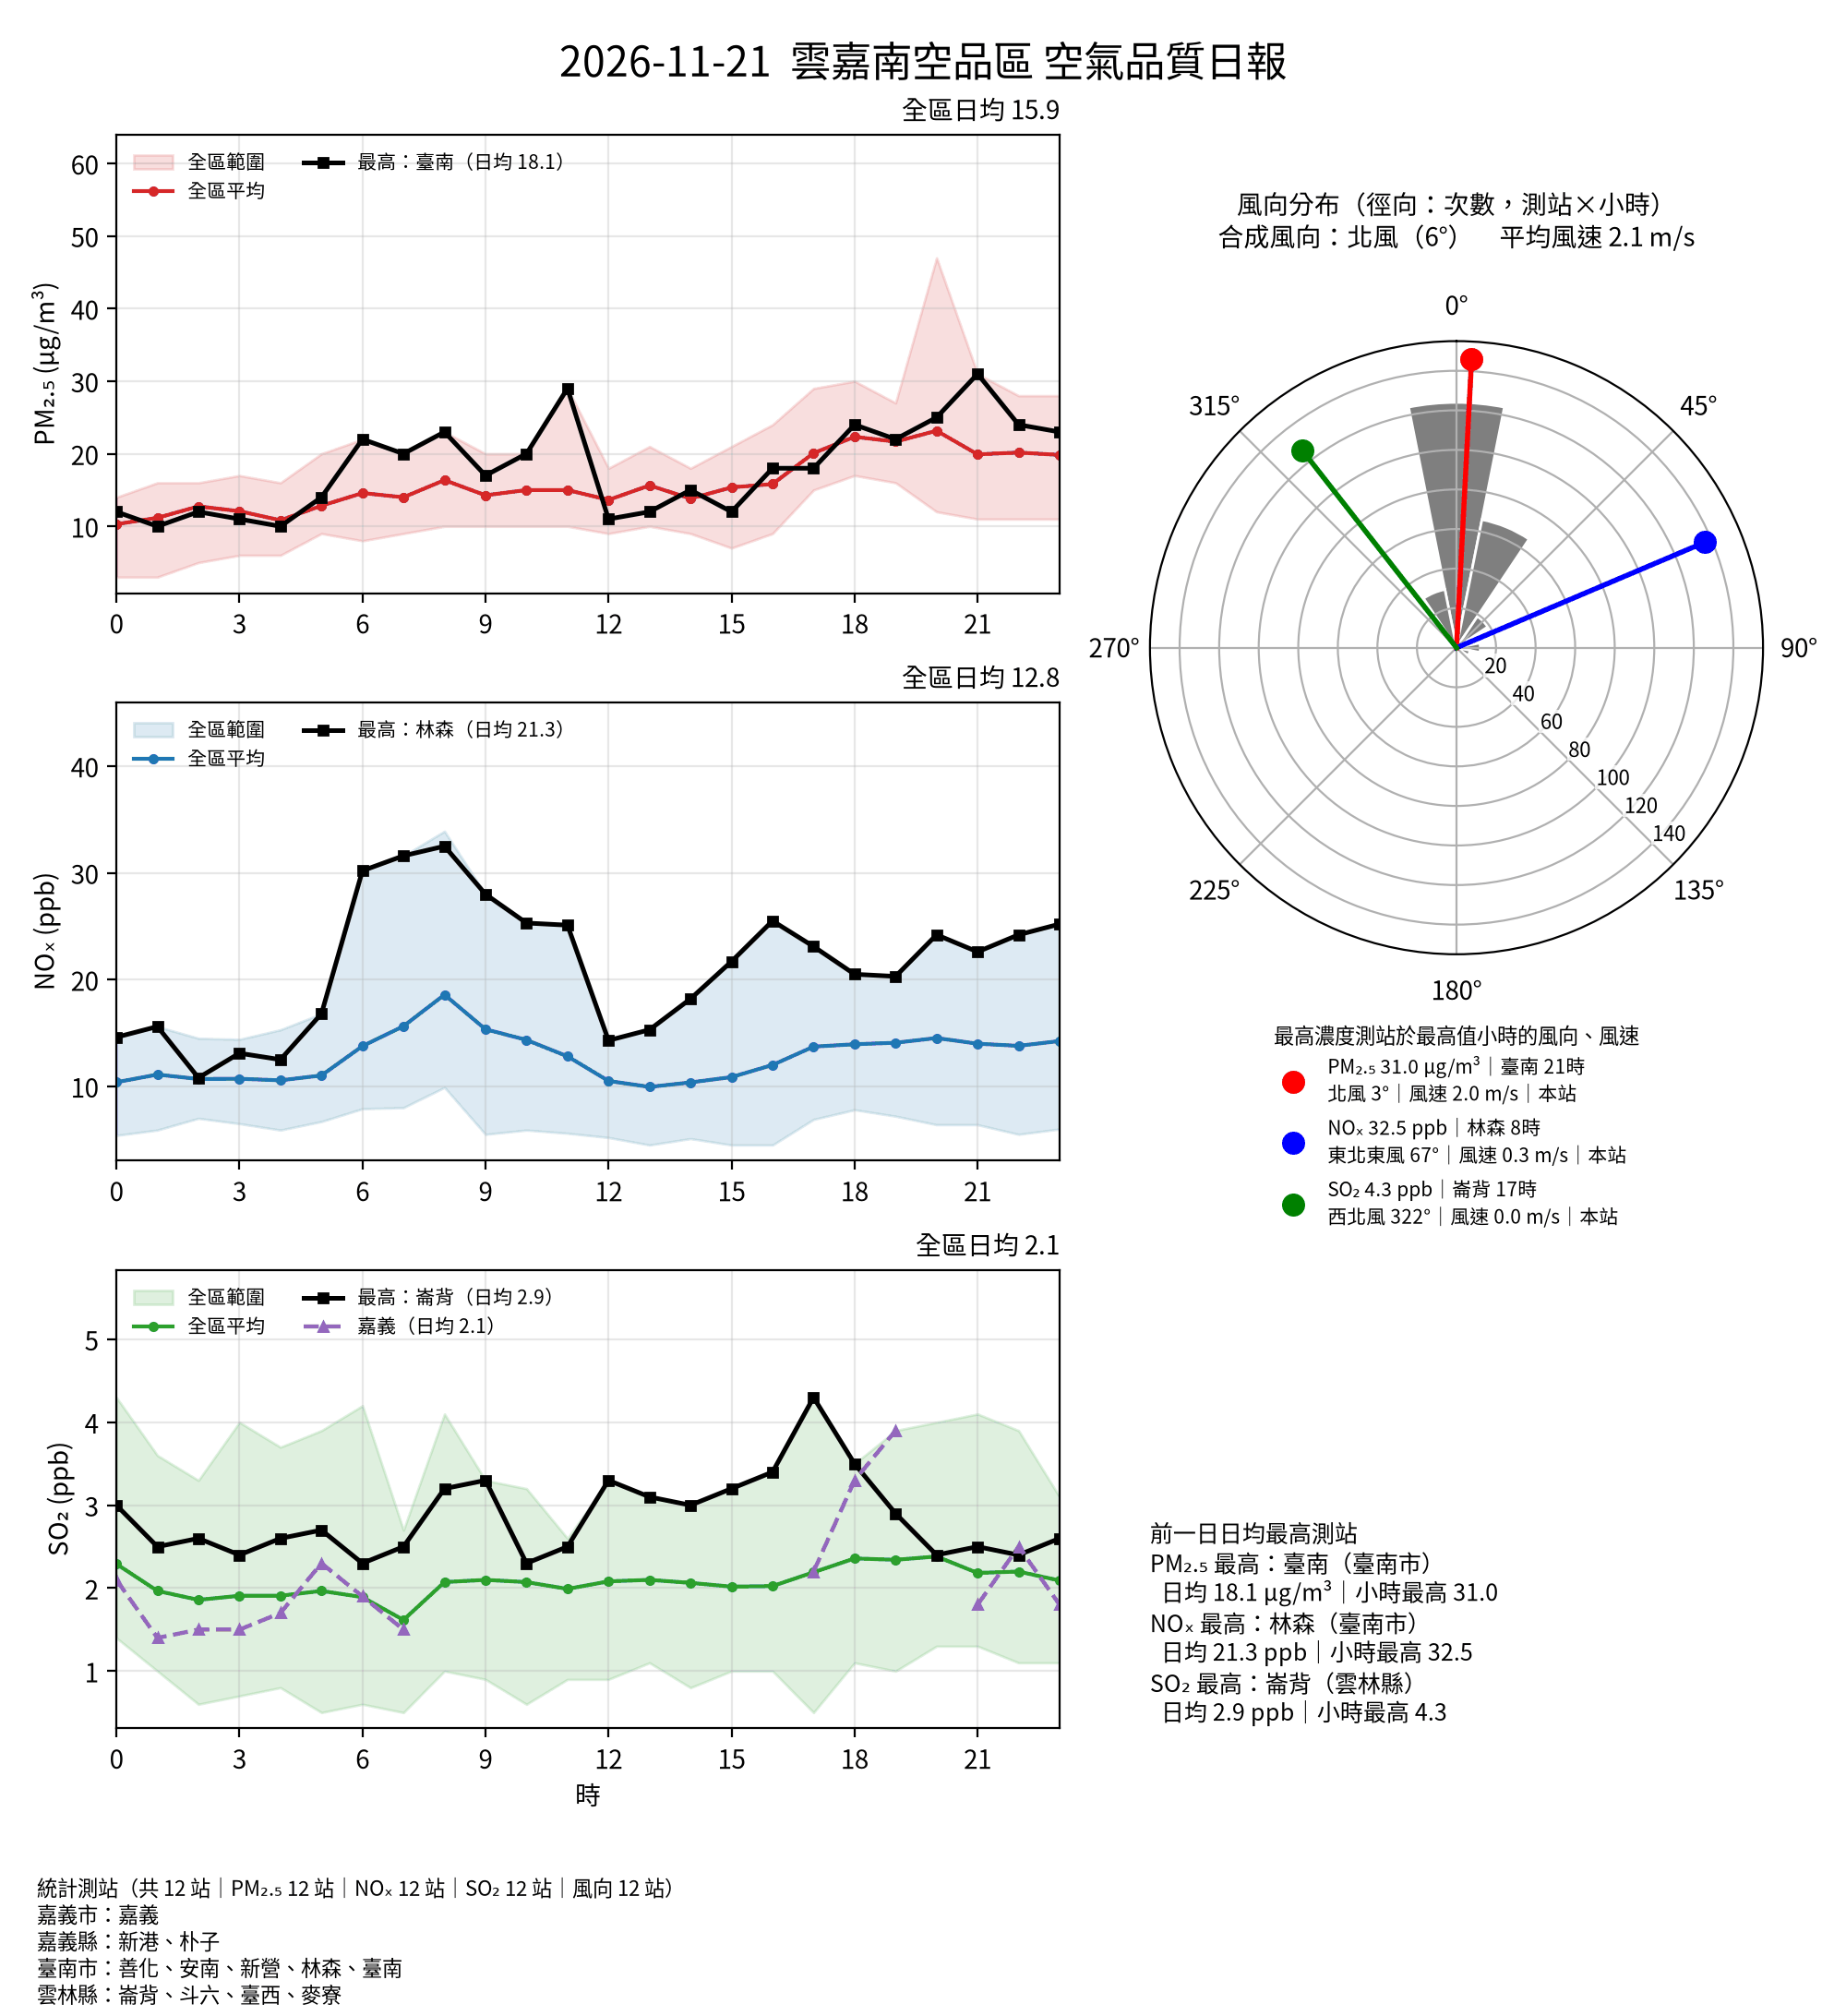 2026-11-21 雲嘉南空品區 空氣品質日報
全區日均 15.9
全區範圍
全區平均
最高：臺南（日均 18.1）
PM₂.₅ (µg/m³)
60
50
40
30
20
10
0 3 6 9 12 15 18 21
全區日均 12.8
全區範圍
全區平均
最高：林森（日均 21.3）
NOₓ (ppb)
40
30
20
10
0 3 6 9 12 15 18 21
全區日均 2.1
全區範圍
全區平均
最高：崙背（日均 2.9）
嘉義（日均 2.1）
SO₂ (ppb)
5
4
3
2
1
0 3 6 9 12 15 18 21
時
風向分布（徑向：次數，測站×小時）
合成風向：北風（6°） 平均風速 2.1 m/s
0°
45°
90°
135°
180°
225°
270°
315°
20
40
60
80
100
120
140
最高濃度測站於最高值小時的風向、風速
PM₂.₅ 31.0 µg/m³｜臺南 21時
北風 3°｜風速 2.0 m/s｜本站
NOₓ 32.5 ppb｜林森 8時
東北東風 67°｜風速 0.3 m/s｜本站
SO₂ 4.3 ppb｜崙背 17時
西北風 322°｜風速 0.0 m/s｜本站
前一日日均最高測站
PM₂.₅ 最高：臺南（臺南市）
日均 18.1 µg/m³｜小時最高 31.0
NOₓ 最高：林森（臺南市）
日均 21.3 ppb｜小時最高 32.5
SO₂ 最高：崙背（雲林縣）
日均 2.9 ppb｜小時最高 4.3
統計測站（共 12 站｜PM₂.₅ 12 站｜NOₓ 12 站｜SO₂ 12 站｜風向 12 站）
嘉義市：嘉義
嘉義縣：新港、朴子
臺南市：善化、安南、新營、林森、臺南
雲林縣：崙背、斗六、臺西、麥寮